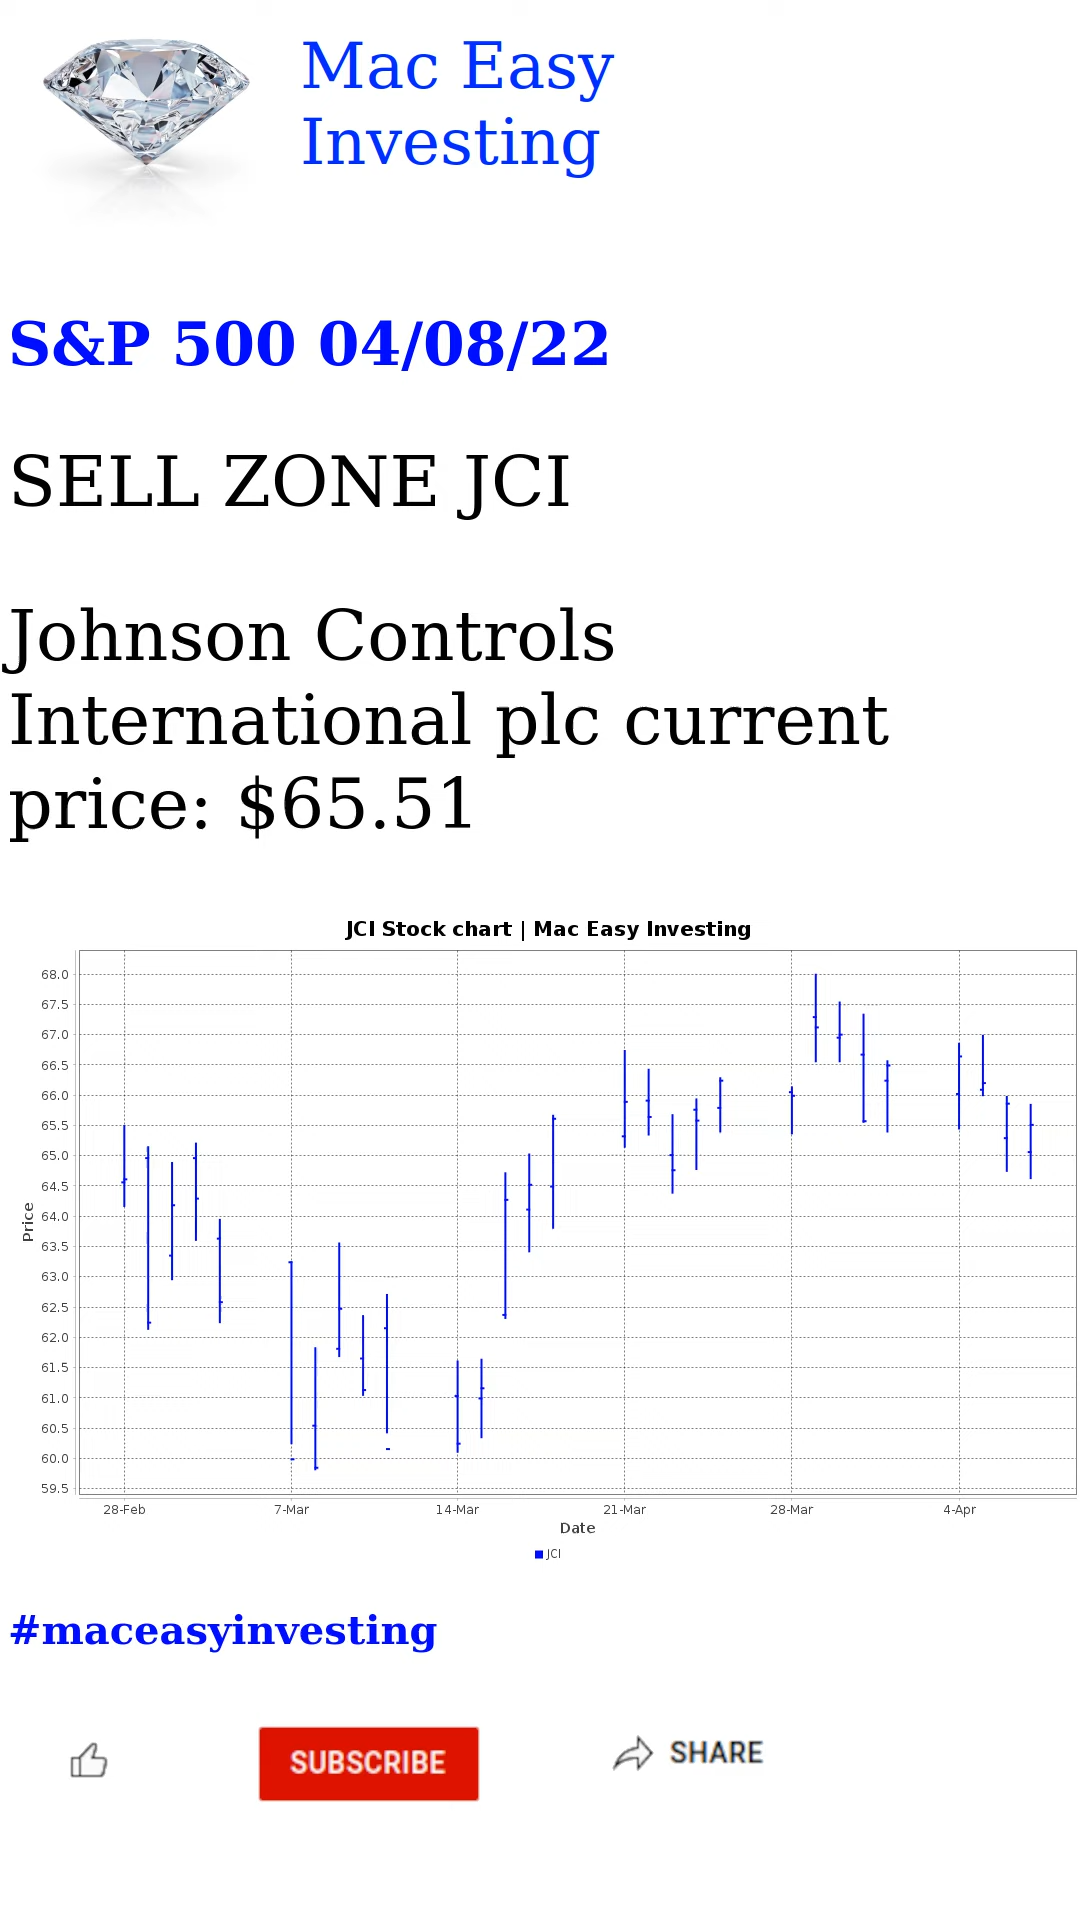 Mac Easy
Investing
S&P 500 04/08/22
SELL ZONE JCI
Johnson Controls
International plc current
price: $65.51
JCI Stock chart | Mac Easy Investing
68.0
67.5
67.0
66.5
66.0
65.5
65.0
64.5
64.0
63.5
63.0
62.5
62.0
61.5
61.0
60.5
60.0
59.5
Price
28-Feb 7-Mar 14-Mar 21-Mar 28-Mar 4-Apr
Date
JCI
#maceasyinvesting
SUBSCRIBE SHARE